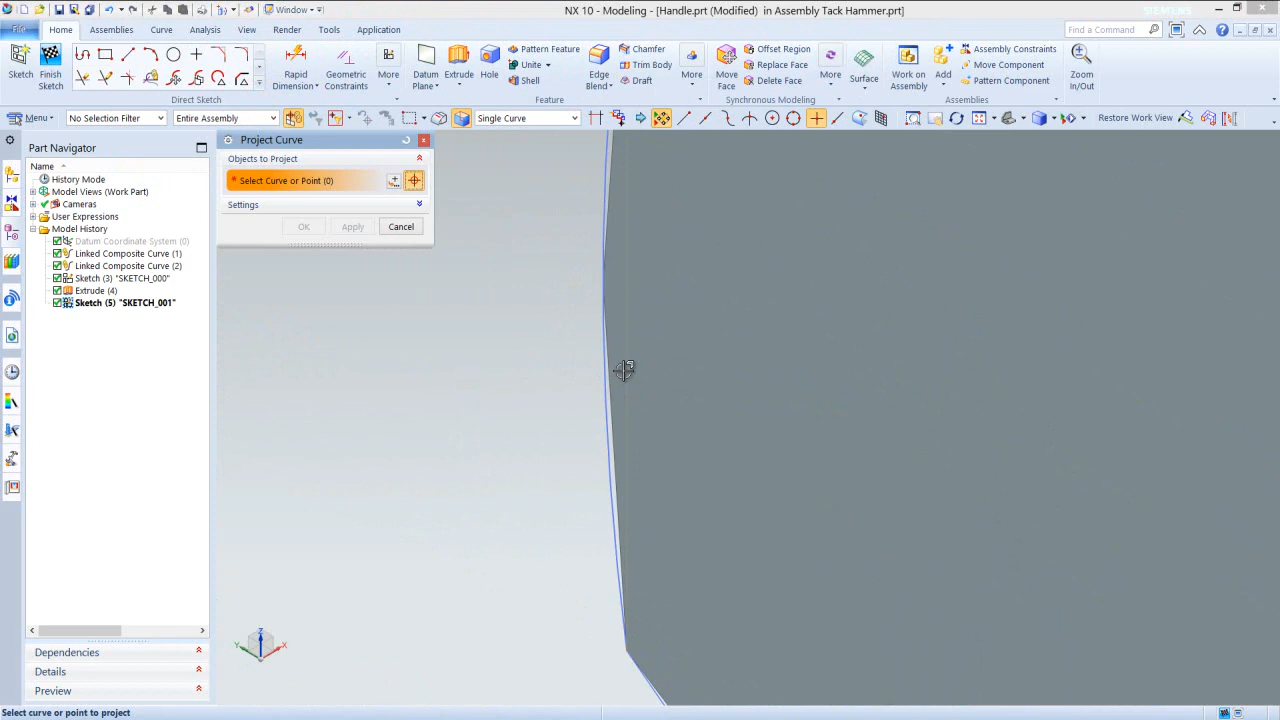 NX 10 - Modeling - [Handle.prt (Modified) in Assembly Tack Hammer.prt]
SIEMENS
Window
File
Home
Assemblies
Curve
Analysis
View
Render
Tools
Application
Find a Command
Sketch
Finish Sketch
Rapid Dimension
Geometric Constraints
More
Direct Sketch
Datum Plane
Extrude
Hole
Pattern Feature
Unite
Shell
Edge Blend
Chamfer
Trim Body
Draft
More
Feature
Move Face
Offset Region
Replace Face
Delete Face
More
Synchronous Modeling
Surface
Work on Assembly
Add
Assembly Constraints
Move Component
Pattern Component
Assemblies
Zoom In/Out
Menu
No Selection Filter
Entire Assembly
Single Curve
Restore Work View
Part Navigator
Name
History Mode
Model Views (Work Part)
Cameras
User Expressions
Model History
Datum Coordinate System (0)
Linked Composite Curve (1)
Linked Composite Curve (2)
Sketch (3) "SKETCH_000"
Extrude (4)
Sketch (5) "SKETCH_001"
Dependencies
Details
Preview
Project Curve
Objects to Project
* Select Curve or Point (0)
Settings
OK
Apply
Cancel
Z
Y
X
Select curve or point to project